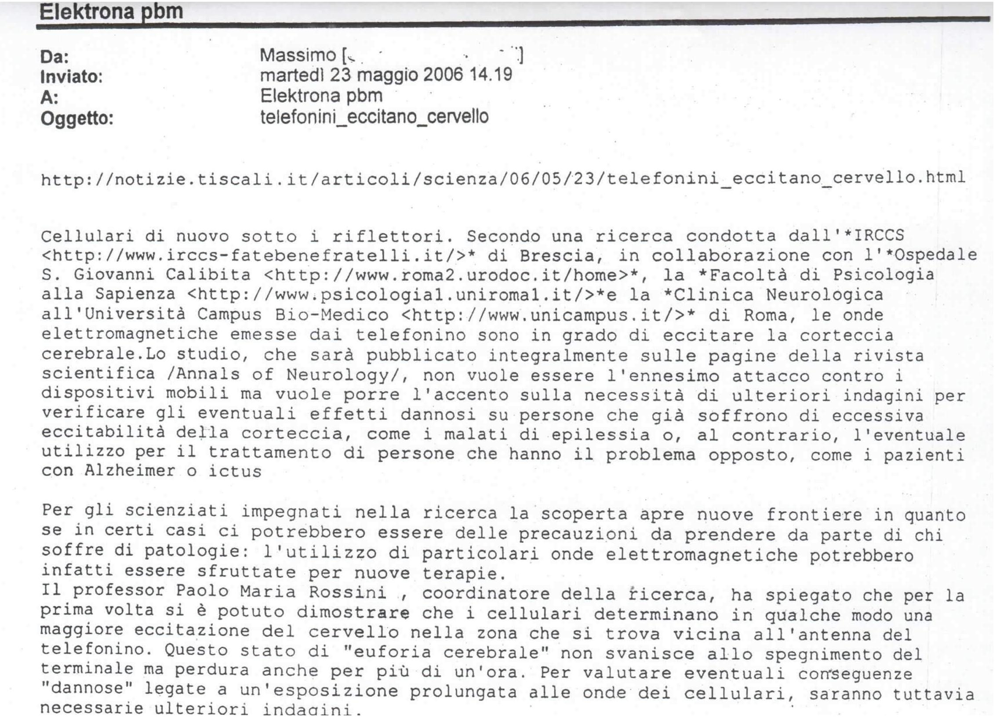 Elektrona pbm
Da: Massimo [ ]
Inviato: martedì 23 maggio 2006 14.19
A: Elektrona pbm
Oggetto: telefonini_eccitano_cervello
http://notizie.tiscali.it/articoli/scienza/06/05/23/telefonini_eccitano_cervello.html
Cellulari di nuovo sotto i riflettori. Secondo una ricerca condotta dall'*IRCCS
<http://www.irccs-fatebenefratelli.it/>* di Brescia, in collaborazione con l'*Ospedale
S. Giovanni Calibita <http://www.roma2.urodoc.it/home>*, la *Facoltà di Psicologia
alla Sapienza <http://www.psicologia1.uniroma1.it/>*e la *Clinica Neurologica
all'Università Campus Bio-Medico <http://www.unicampus.it/>* di Roma, le onde
elettromagnetiche emesse dai telefonino sono in grado di eccitare la corteccia
cerebrale.Lo studio, che sarà pubblicato integralmente sulle pagine della rivista
scientifica /Annals of Neurology/, non vuole essere l'ennesimo attacco contro i
dispositivi mobili ma vuole porre l'accento sulla necessità di ulteriori indagini per
verificare gli eventuali effetti dannosi su persone che già soffrono di eccessiva
eccitabilità della corteccia, come i malati di epilessia o, al contrario, l'eventuale
utilizzo per il trattamento di persone che hanno il problema opposto, come i pazienti
con Alzheimer o ictus
Per gli scienziati impegnati nella ricerca la scoperta apre nuove frontiere in quanto
se in certi casi ci potrebbero essere delle precauzioni da prendere da parte di chi
soffre di patologie: l'utilizzo di particolari onde elettromagnetiche potrebbero
infatti essere sfruttate per nuove terapie.
Il professor Paolo Maria Rossini , coordinatore della ricerca, ha spiegato che per la
prima volta si è potuto dimostrare che i cellulari determinano in qualche modo una
maggiore eccitazione del cervello nella zona che si trova vicina all'antenna del
telefonino. Questo stato di "euforia cerebrale" non svanisce allo spegnimento del
terminale ma perdura anche per più di un'ora. Per valutare eventuali conseguenze
"dannose" legate a un'esposizione prolungata alle onde dei cellulari, saranno tuttavia
necessarie ulteriori indagini.